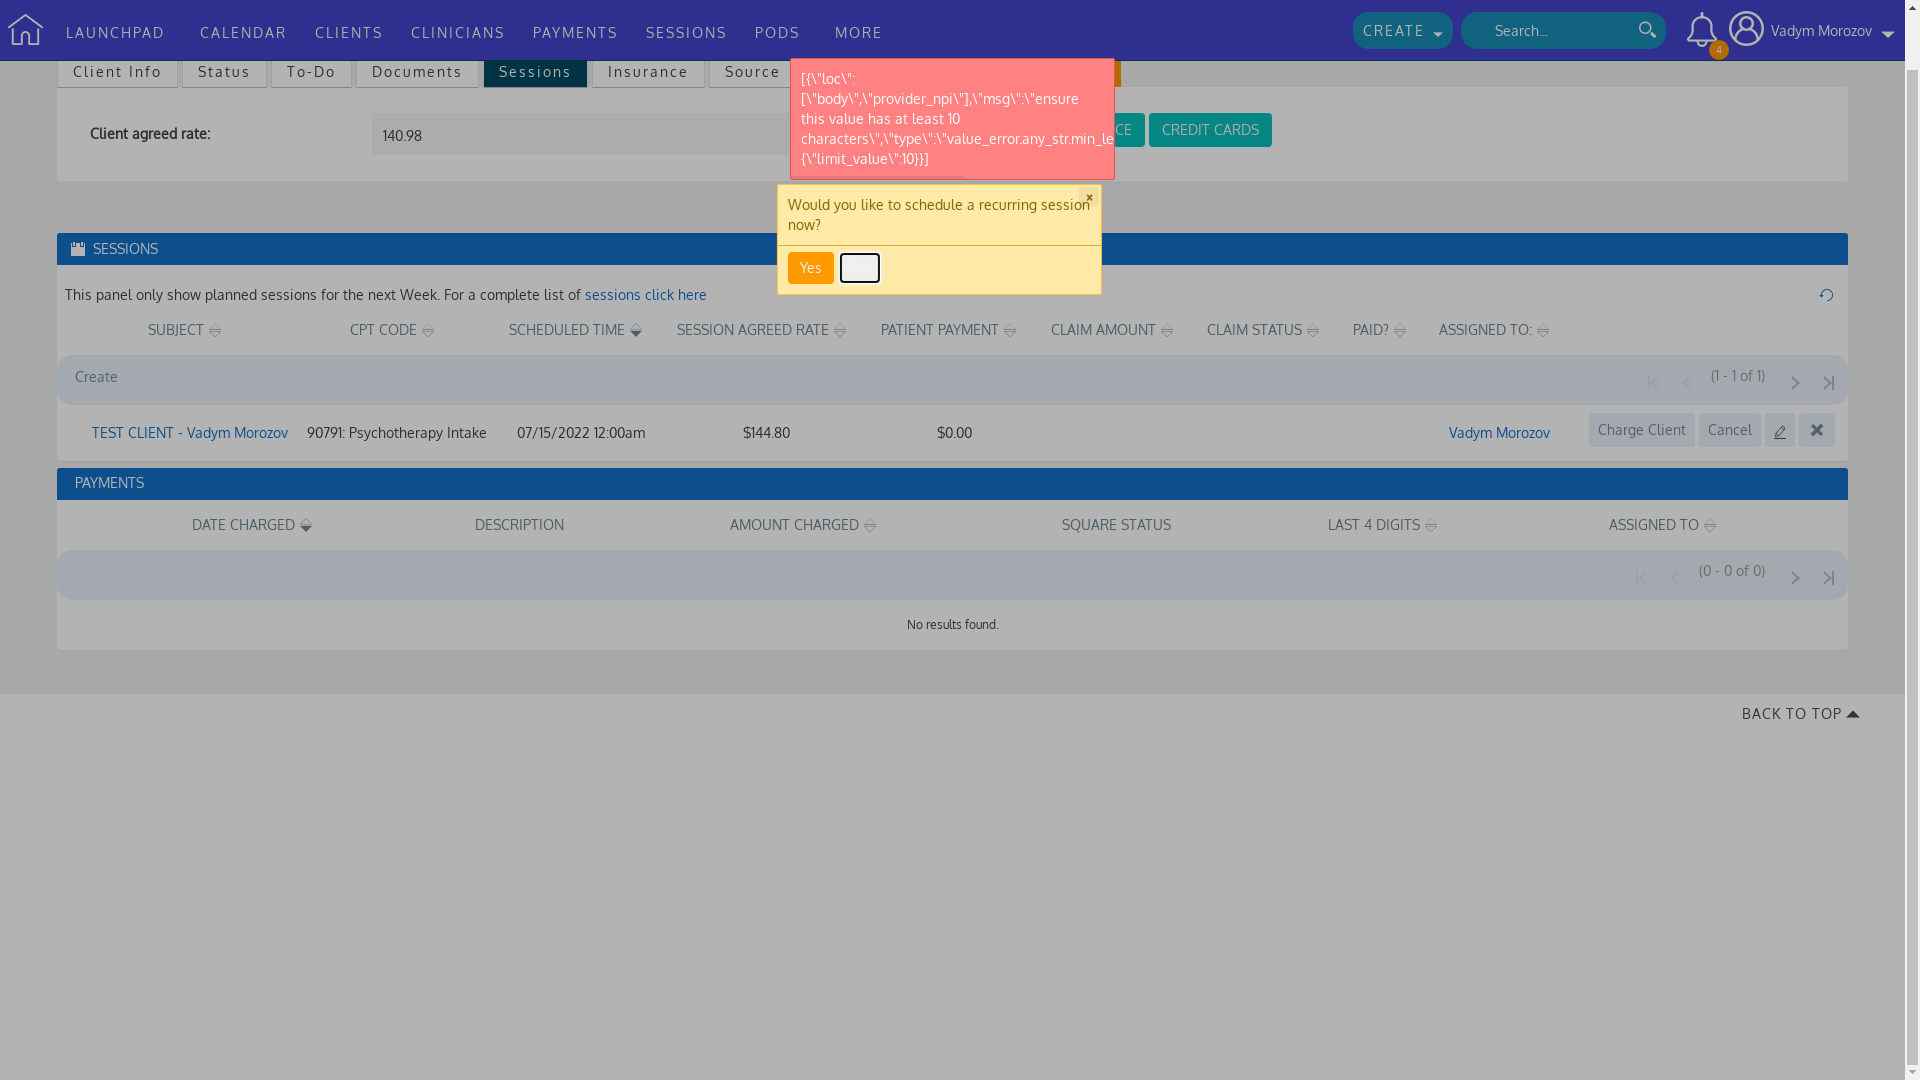 LAUNCHPAD CALENDAR CLIENTS CLINICIANS PAYMENTS SESSIONS PODS MORE CREATE Search... 4 Vadym Morozov
Client Info Status To-Do Documents Sessions Insurance Source
[{\"loc\":
[\"body\",\"provider_npi\"],\"msg\":\"ensure
this value has at least 10
characters\",\"type\":\"value_error.any_str.min_le
{\"limit_value\":10}}]
Client agreed rate: 140.98 CE CREDIT CARDS
Would you like to schedule a recurring session
now?
x
Yes
SESSIONS
This panel only show planned sessions for the next Week. For a complete list of sessions click here
SUBJECT CPT CODE SCHEDULED TIME SESSION AGREED RATE PATIENT PAYMENT CLAIM AMOUNT CLAIM STATUS PAID? ASSIGNED TO:
Create (1 - 1 of 1)
TEST CLIENT - Vadym Morozov 90791: Psychotherapy Intake 07/15/2022 12:00am $144.80 $0.00 Vadym Morozov Charge Client Cancel
PAYMENTS
DATE CHARGED DESCRIPTION AMOUNT CHARGED SQUARE STATUS LAST 4 DIGITS ASSIGNED TO
(0 - 0 of 0)
No results found.
BACK TO TOP